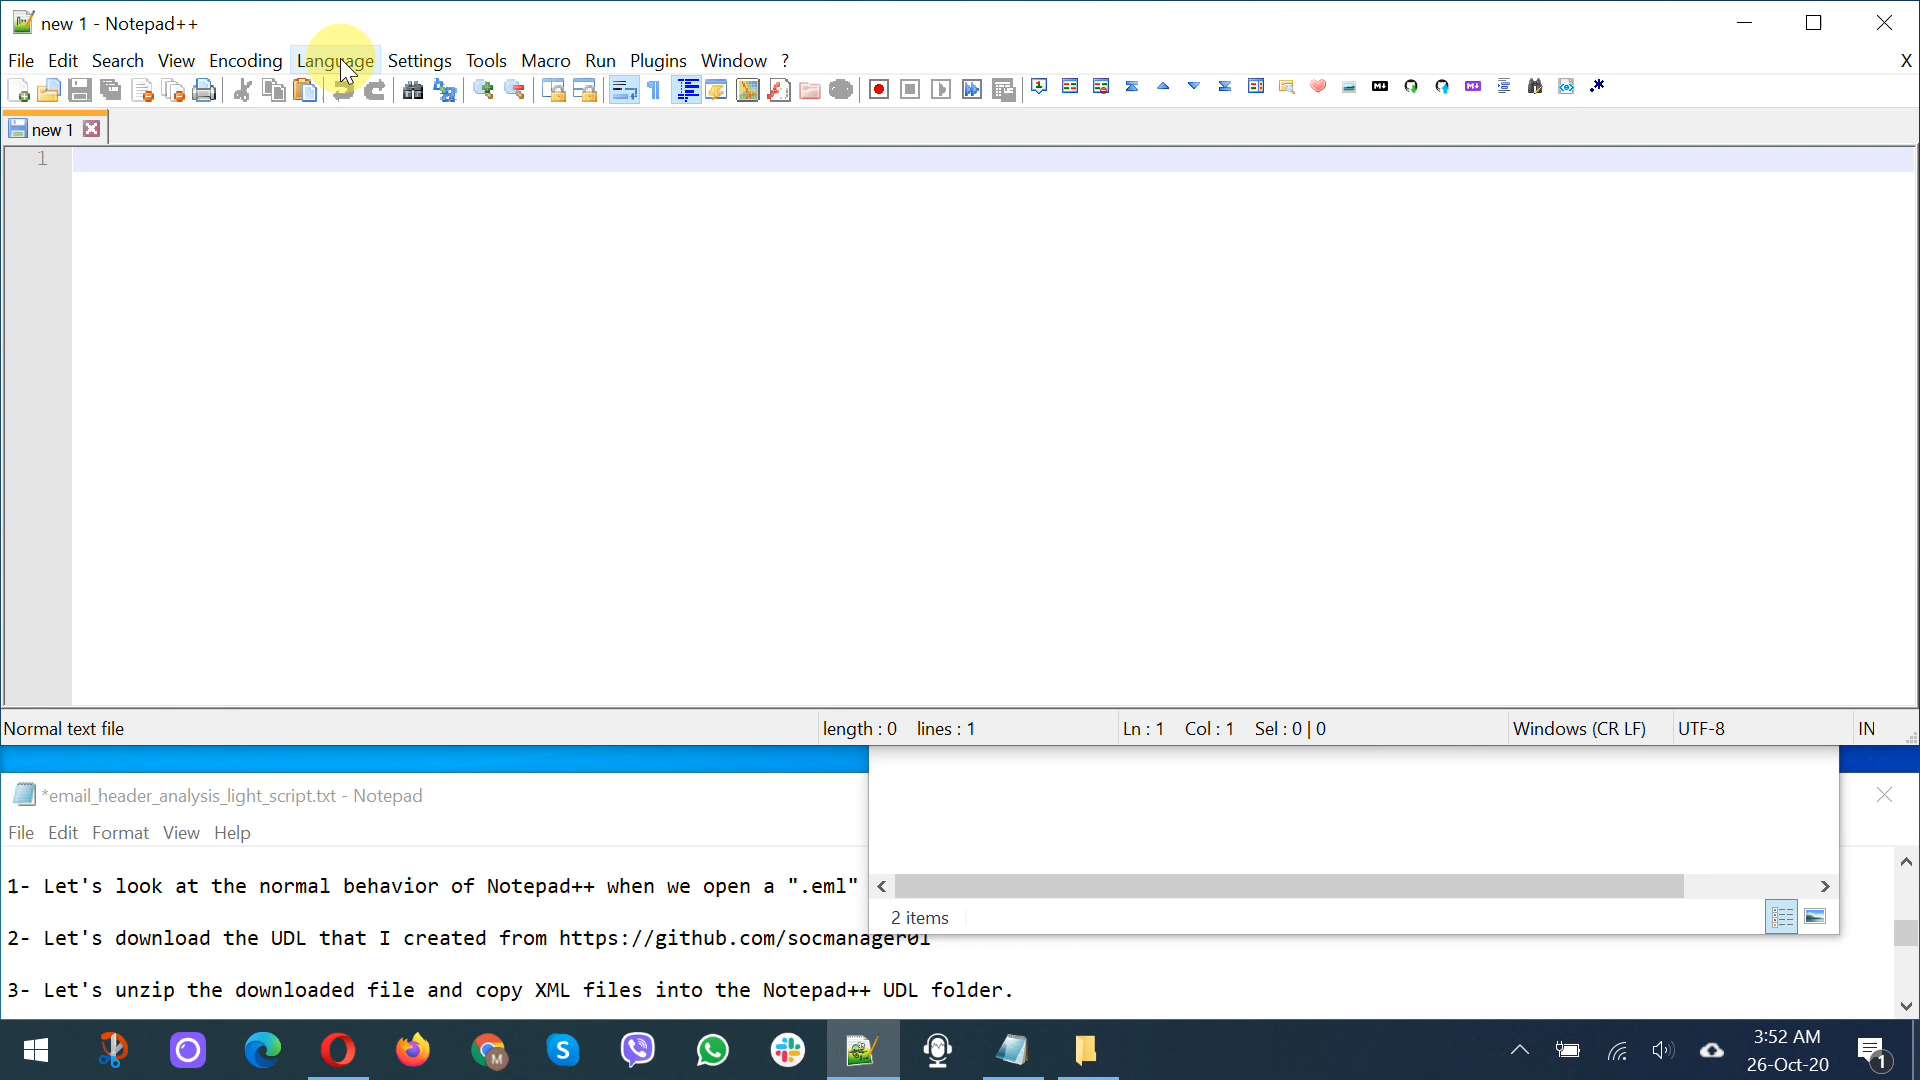 new 1 - Notepad++
File Edit Search View Encoding Language Settings Tools Macro Run Plugins Window ?
X
new 1
1
Normal text file length : 0 lines : 1 Ln : 1 Col : 1 Sel : 0 | 0 Windows (CR LF) UTF-8 IN
*email_header_analysis_light_script.txt - Notepad
File Edit Format View Help
1- Let's look at the normal behavior of Notepad++ when we open a ".eml"
2 items
2- Let's download the UDL that I created from https://github.com/socmanager01
3- Let's unzip the downloaded file and copy XML files into the Notepad++ UDL folder.
3:52 AM
26-Oct-20
1